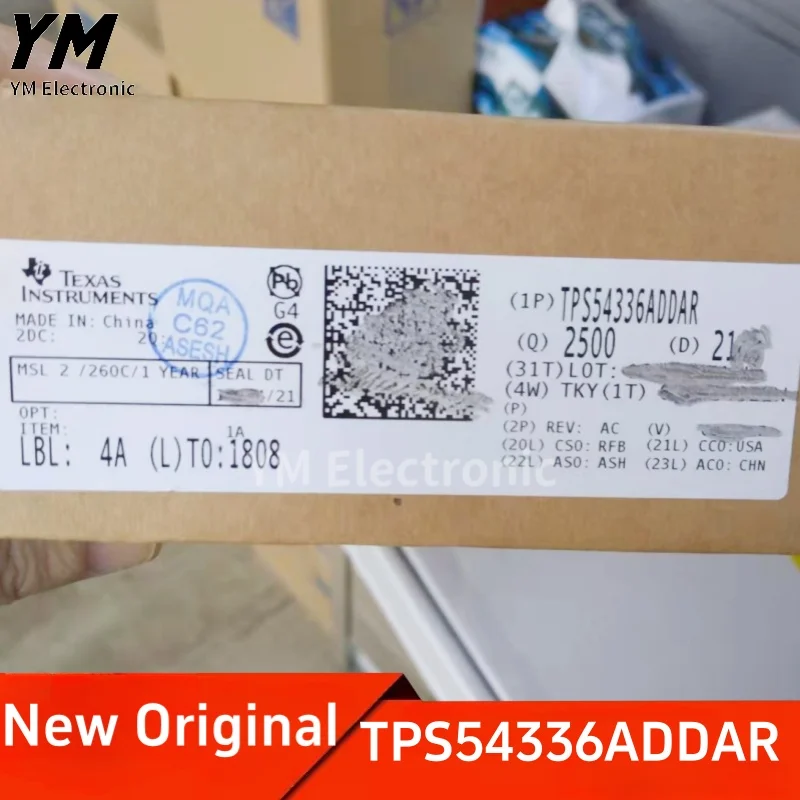 YM
YM Electronic
TEXAS
INSTRUMENTS
MADE IN: China
2DC: 20:
MQA
C62
ASESH
Pb
G4
e
MSL 2 /260C/1 YEAR
SEAL DT
/21
OPT:
ITEM:
1A
LBL: 4A (L)TO:1808
(1P) TPS54336ADDAR
(Q) 2500 (D) 21
(31T)LOT:
(4W) TKY(1T)
(P)
(2P) REV: AC (V)
(20L) CSO: RFB (21L) CCO:USA
(22L) ASO: ASH (23L) ACO: CHN
YM Electronic
New Original
TPS54336ADDAR